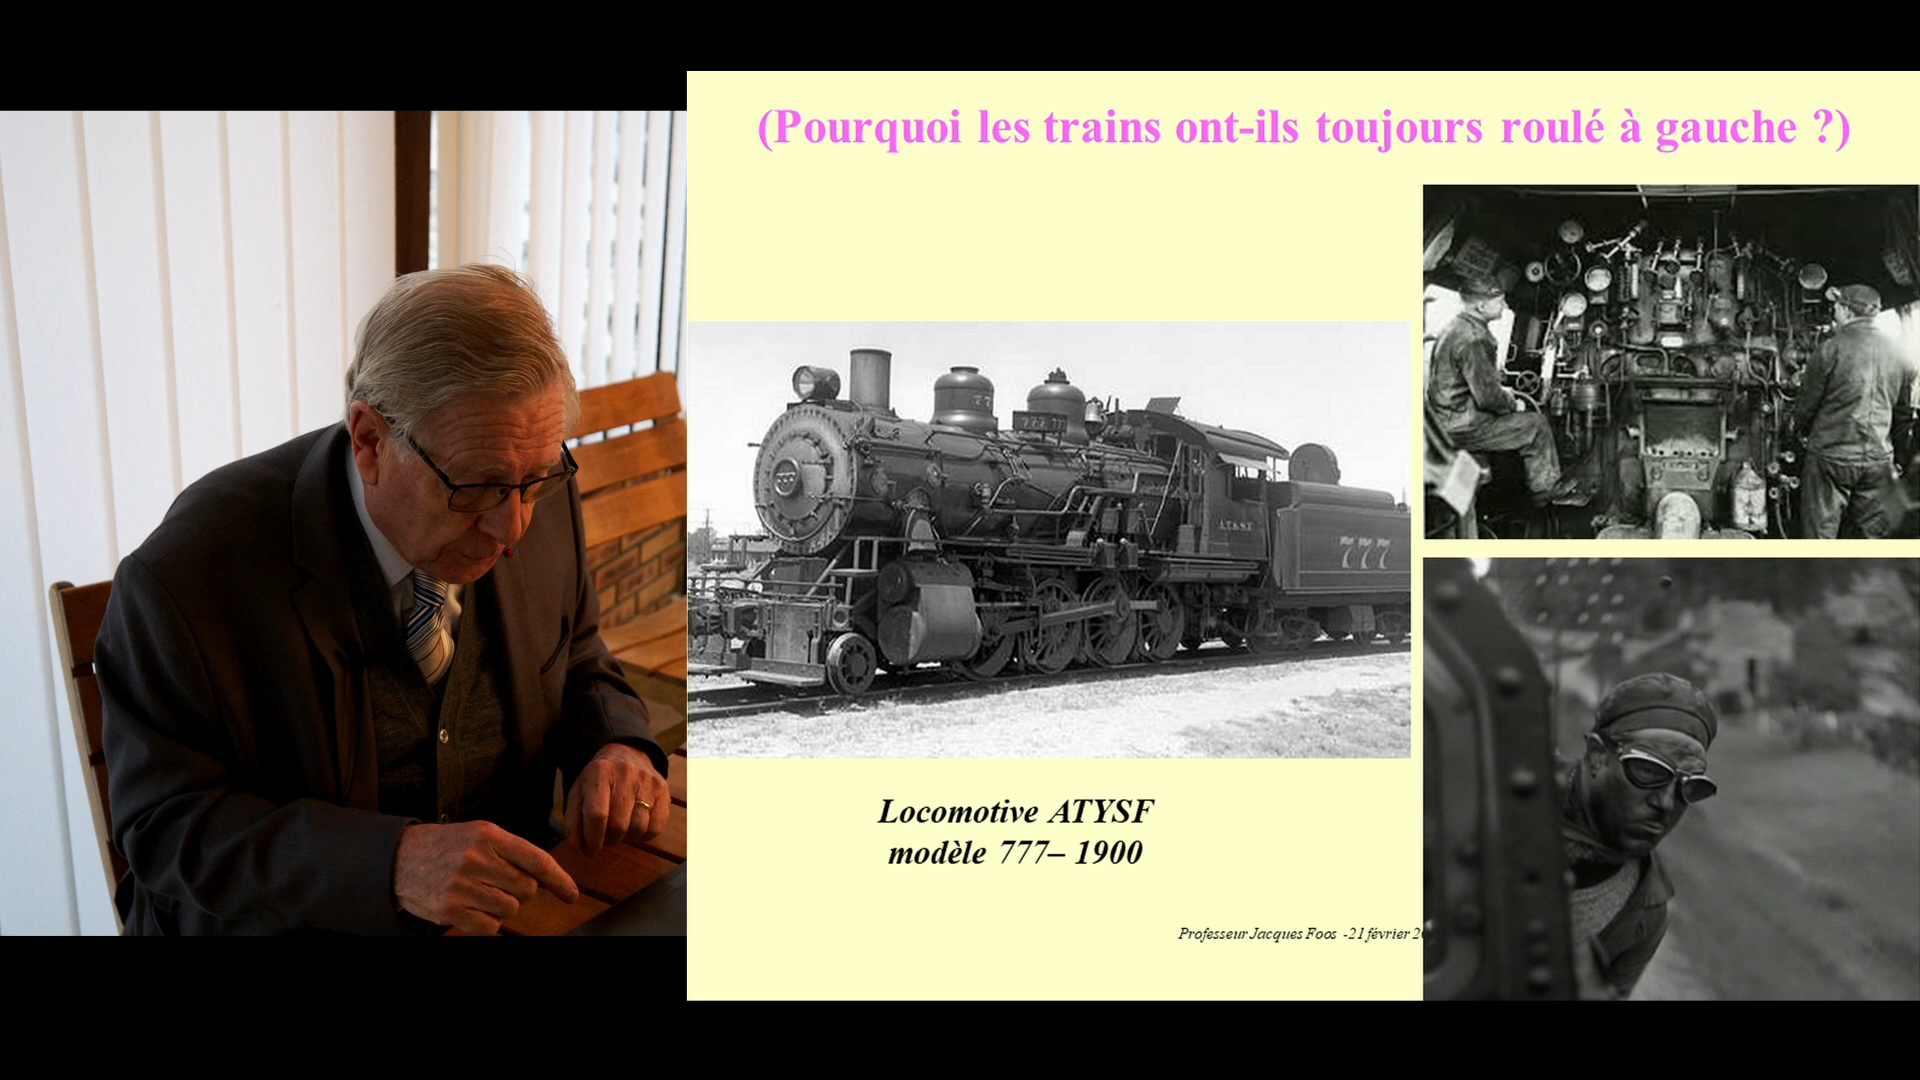 (Pourquoi les trains ont-ils toujours roulé à gauche ?)
777
777
A.T.&S.F.
777
Locomotive ATYSF
modèle 777– 1900
Professeur Jacques Foos -21 février